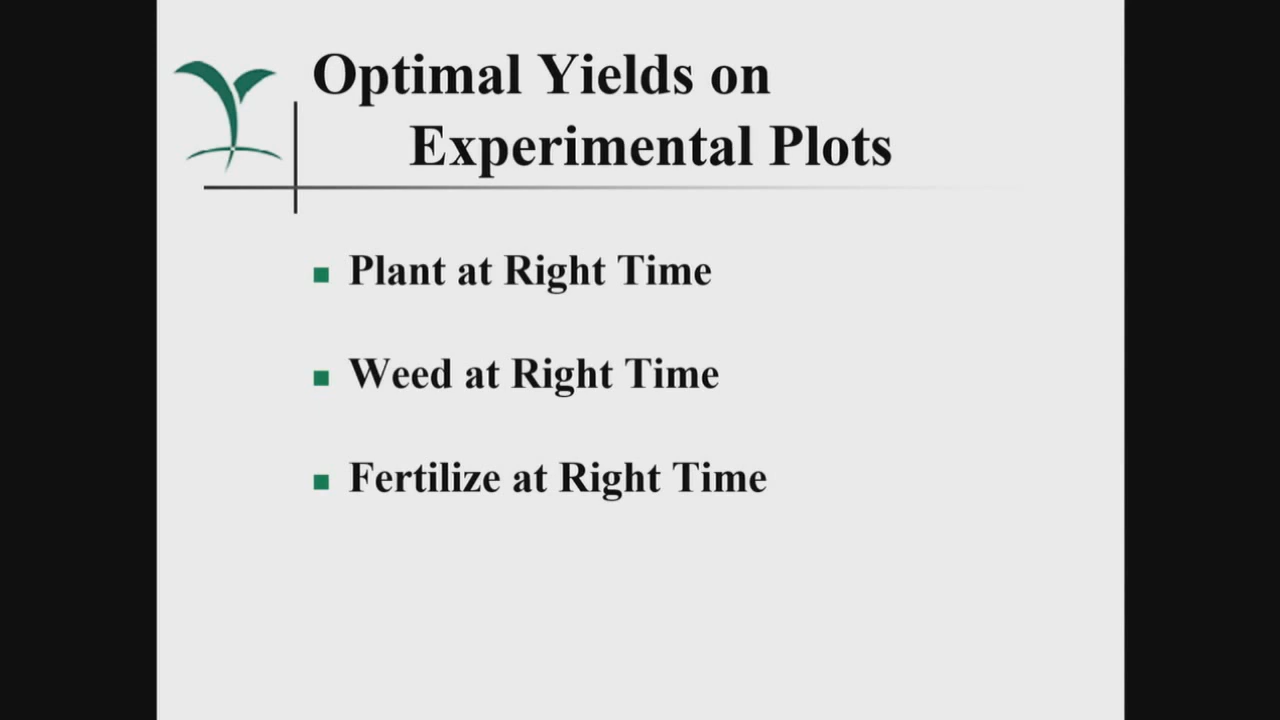 Optimal Yields on
Experimental Plots
Plant at Right Time
Weed at Right Time
Fertilize at Right Time